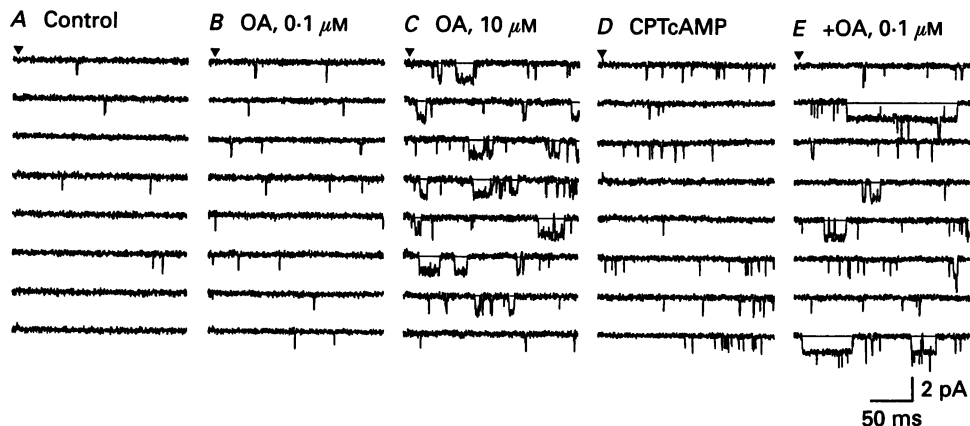 A Control
B OA, 0·1 μM
C OA, 10 μM
D CPTcAMP
E +OA, 0·1 μM
2 pA
50 ms